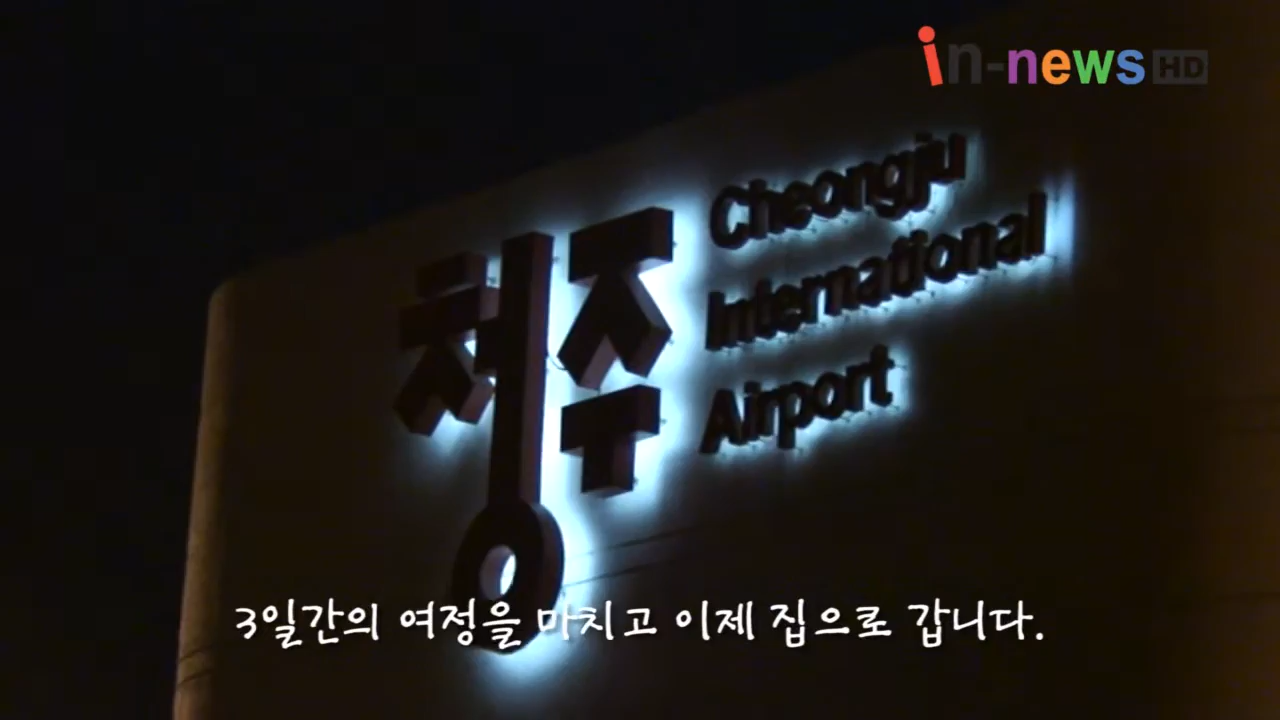 in-news HD
청주
Cheongju
International
Airport
3일간의 여정을 마치고 이제 집으로 갑니다.